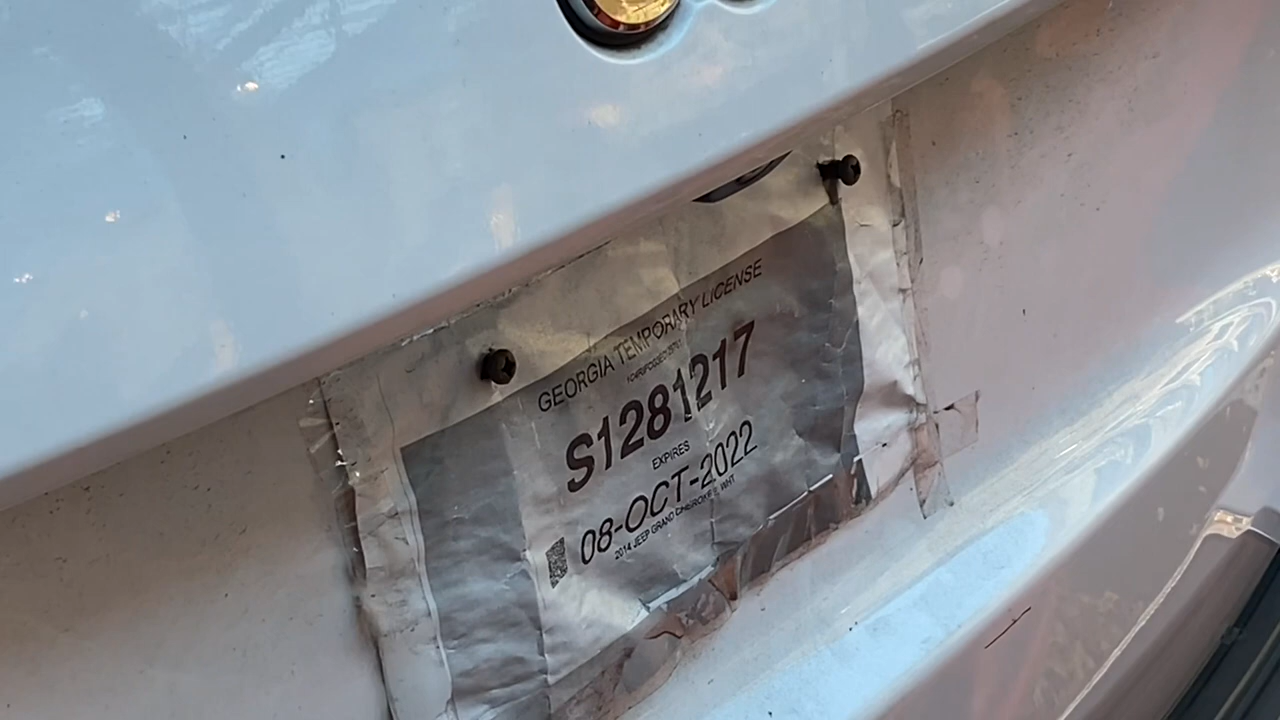 GEORGIA TEMPORARY LICENSE
S1281217
EXPIRES
08-OCT-2022
2014 JEEP GRAND CHEROKEE WHT